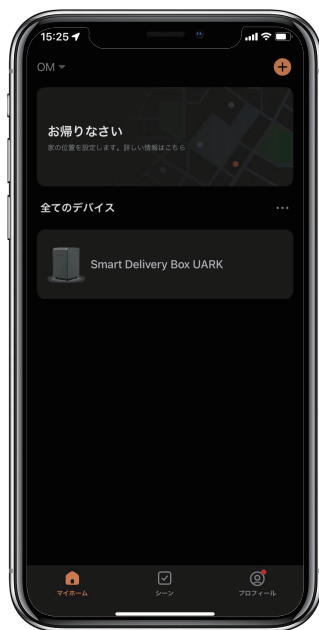 15:25
OM
お帰りなさい
家の位置を設定します。詳しい情報はこちら
全てのデバイス
Smart Delivery Box UARK
マイホーム
シーン
プロフィール